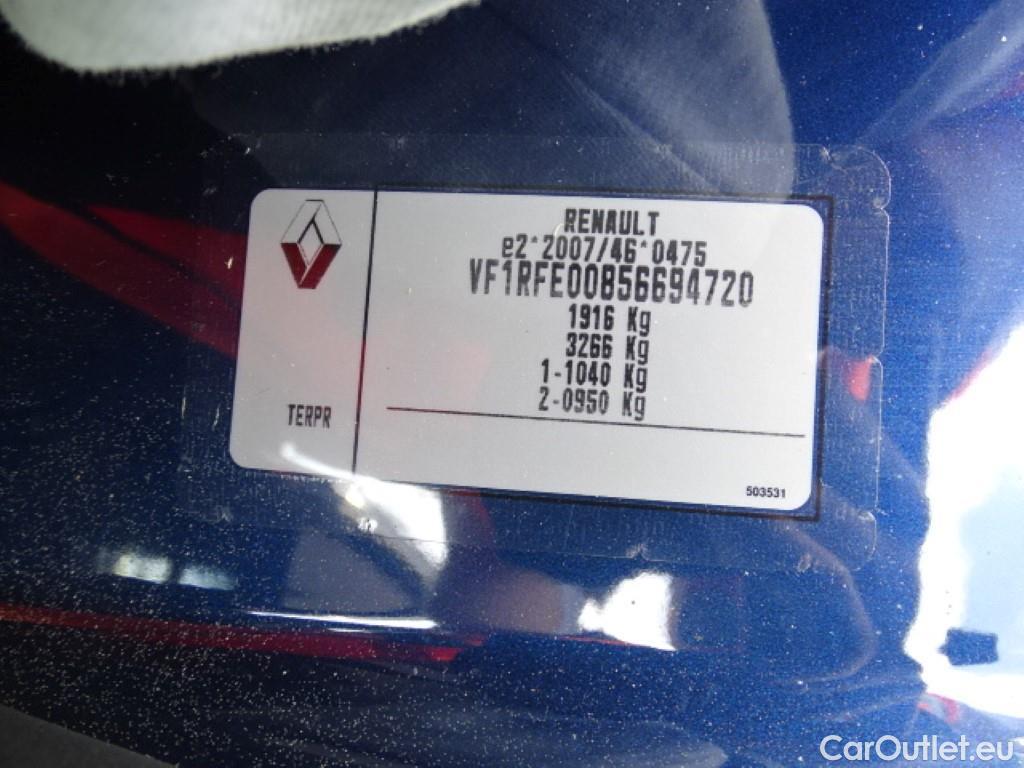 RENAULT
e2*2007/46*0475
VF1RFE00856694720
1916 Kg
3266 Kg
1-1040 Kg
2-0950 Kg
TERPR
503531
CarOutlet.eu